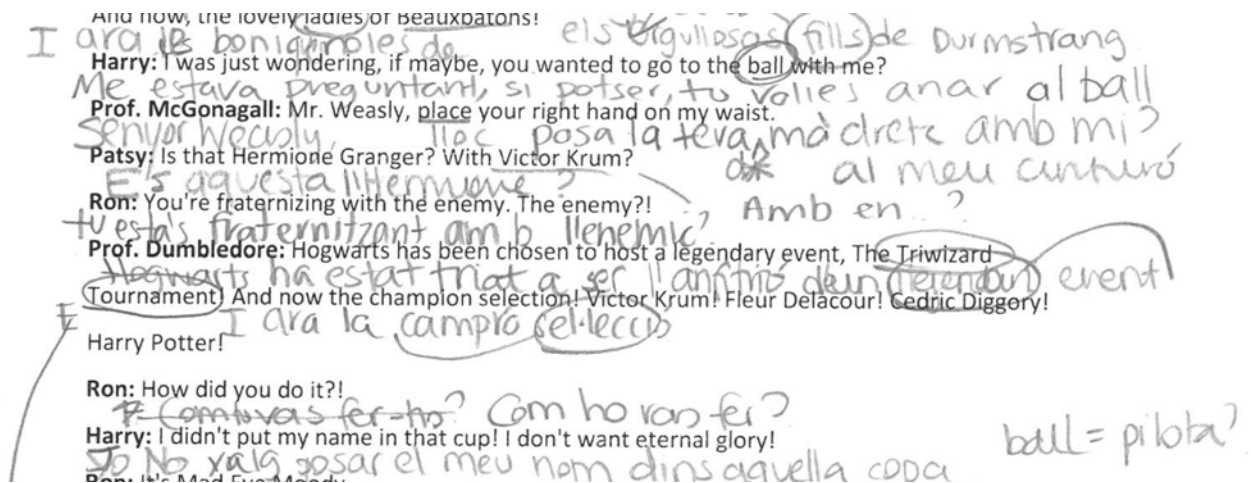 And now, the lovely ladies of Beauxbatons!
I ara les boniquinoles de els orgullosos fills de Durmstrang
Harry: I was just wondering, if maybe, you wanted to go to the ball with me?
Me estava preguntant, si potser, tu volies anar al ball
Prof. McGonagall: Mr. Weasly, place your right hand on my waist.
Senyor Weasly, lloc posa la teva mà dreta amb mi?
Patsy: Is that Hermione Granger? With Victor Krum?
al meu cinturó
És aquesta l'Hermione?
Ron: You're fraternizing with the enemy. The enemy?!
Amb en..?
tu estàs fraternitzant amb l'enemic?
Prof. Dumbledore: Hogwarts has been chosen to host a legendary event, The Triwizard
Hogwarts ha estat triat a ser l'amfitrió d'un event
Tournament! And now the champion selection! Victor Krum! Fleur Delacour! Cedric Diggory!
I ara la campró sel·lecció
Harry Potter!
Ron: How did you do it?!
Com ho vas fer?
Harry: I didn't put my name in that cup! I don't want eternal glory!
ball = pilota?
Jo No vaig posar el meu nom dins aquella copa
Ron: It's Mad Eye Moody